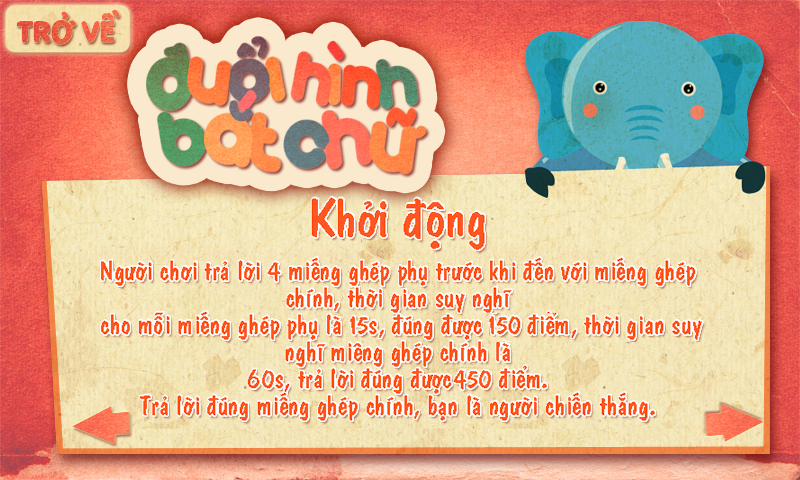 TRỞ VỀ
đuổi hình
bắt chữ
Khởi động
Người chơi trả lời 4 miếng ghép phụ trước khi đến với miếng ghép
chính, thời gian suy nghĩ
cho mỗi miếng ghép phụ là 15s, đúng được 150 điểm, thời gian suy
nghĩ miêng ghép chính là
60s, trả lời đúng được450 điểm.
Trả lời đúng miếng ghép chính, bạn là người chiến thắng.